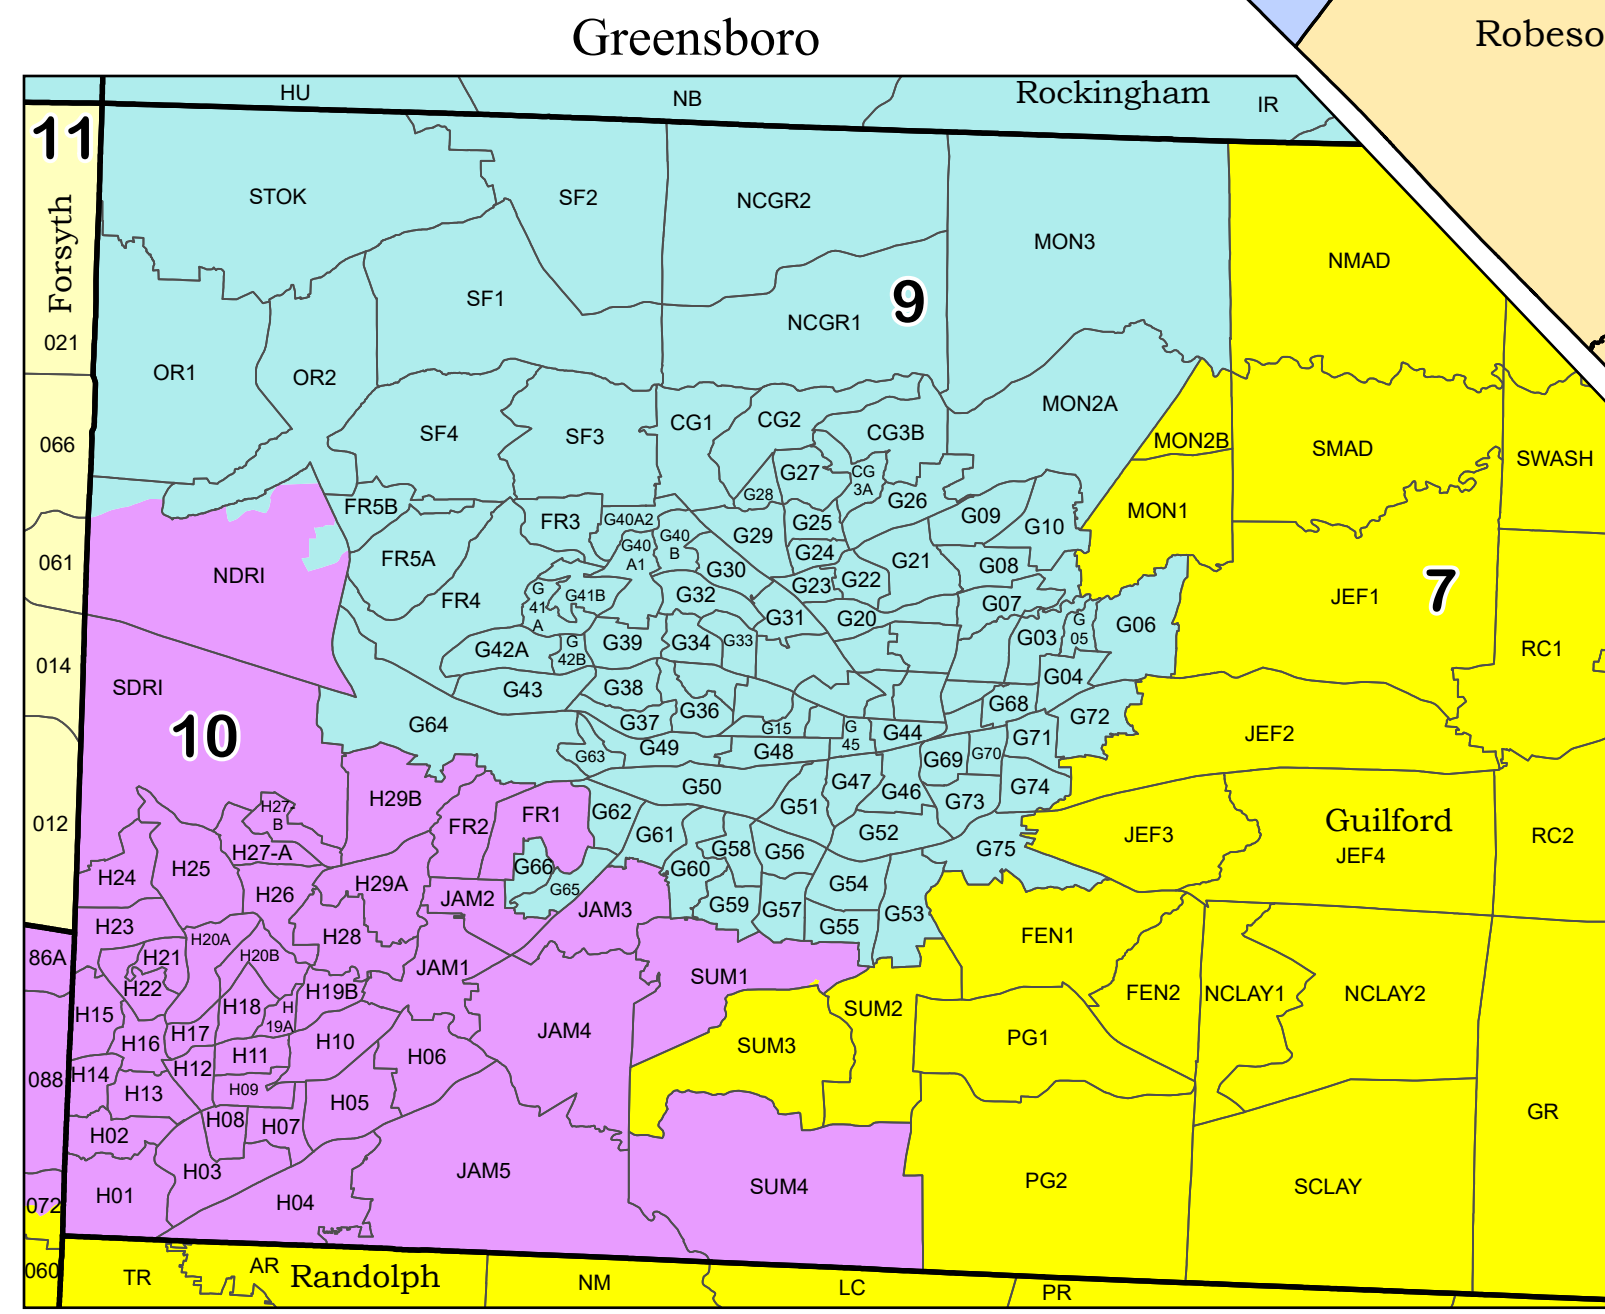 Greensboro
Robeso
HU
NB
Rockingham
IR
11
Forsyth
STOK
SF2
NCGR2
MON3
NMAD
SF1
9
NCGR1
021
OR1
OR2
MON2A
CG1
CG2
SF4
SF3
CG3B
MON2B
SMAD
SWASH
066
G27
CG
3A
G28
G26
FR5B
FR3
G40A2
G25
G09
G10
MON1
G29
G40
B
G40
A1
G24
FR5A
061
NDRI
G30
G21
G08
G23
G22
G
41
A
G41B
FR4
G32
G07
JEF1
7
G31
G20
G03
G
05
G06
G42A
G
42B
G39
G34
G33
RC1
014
SDRI
G43
G38
G04
G68
10
G64
G37
G36
G15
G
45
G44
G72
JEF2
G63
G49
G48
G69
G70
G71
H29B
G50
G47
G46
G74
G73
H27-
B
FR1
G62
G51
012
FR2
G61
G52
JEF3
Guilford
JEF4
RC2
H27-A
G58
G56
G75
H24
H25
G66
G60
H26
H29A
G65
G54
JAM2
JAM3
G59
G57
G53
H23
H28
G55
FEN1
H20A
86A
H21
H20B
JAM1
SUM1
H22
H19B
FEN2
NCLAY1
NCLAY2
H15
H18
H
19A
SUM2
H17
JAM4
H16
H10
SUM3
PG1
H11
H06
H12
088
H14
H13
H09
H05
GR
H08
H07
H02
H03
JAM5
SUM4
PG2
SCLAY
H01
H04
072
060
TR
AR
Randolph
NM
LC
PR